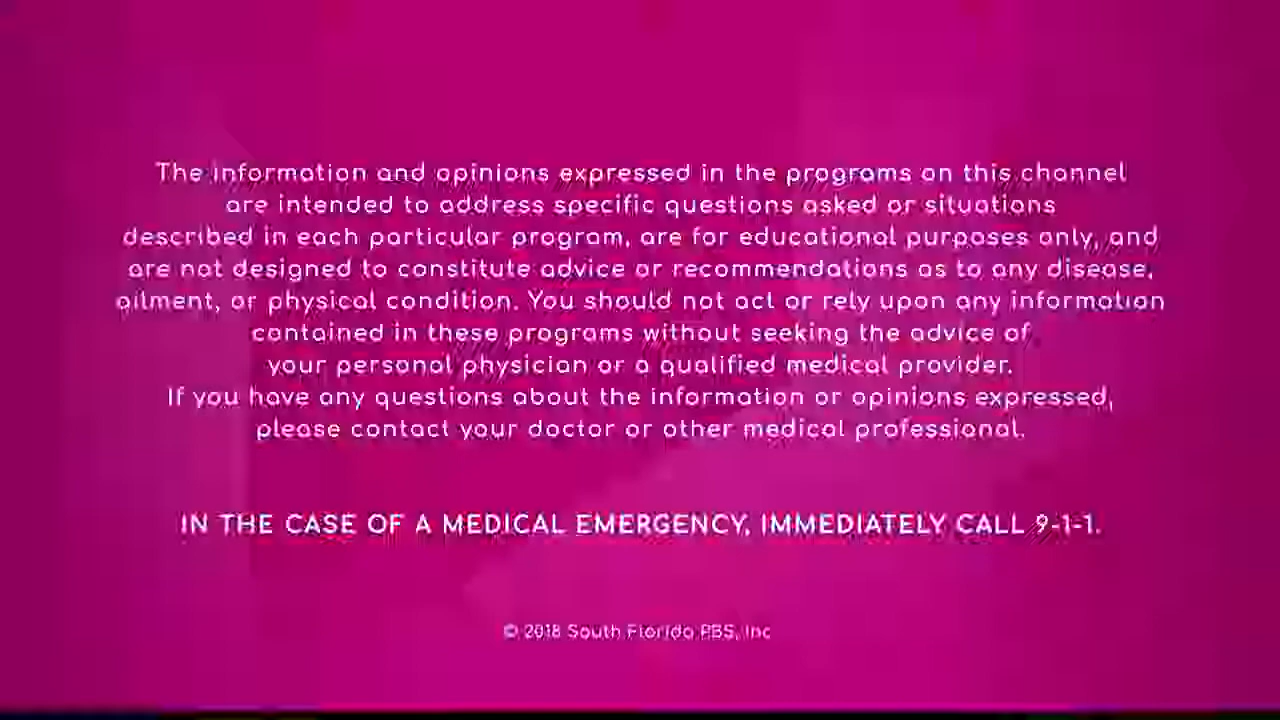 The information and opinions expressed in the programs on this channel
are intended to address specific questions asked or situations
described in each particular program, are for educational purposes only, and
are not designed to constitute advice or recommendations as to any disease,
ailment, or physical condition. You should not act or rely upon any information
contained in these programs without seeking the advice of
your personal physician or a qualified medical provider.
If you have any questions about the information or opinions expressed,
please contact your doctor or other medical professional.
IN THE CASE OF A MEDICAL EMERGENCY, IMMEDIATELY CALL 9-1-1.
© 2018 South Florida PBS, Inc